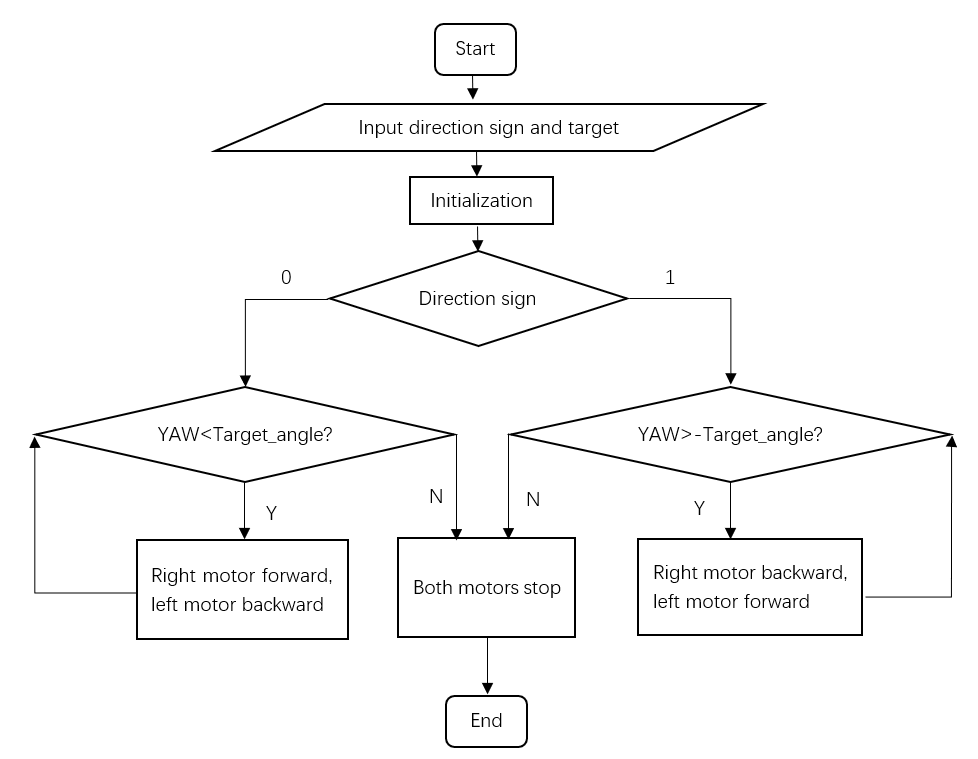 Start
Input direction sign and target
Initialization
0
1
Direction sign
YAW<Target_angle?
YAW>-Target_angle?
N
N
Y
Y
Right motor forward,
left motor backward
Both motors stop
Right motor backward,
left motor forward
End